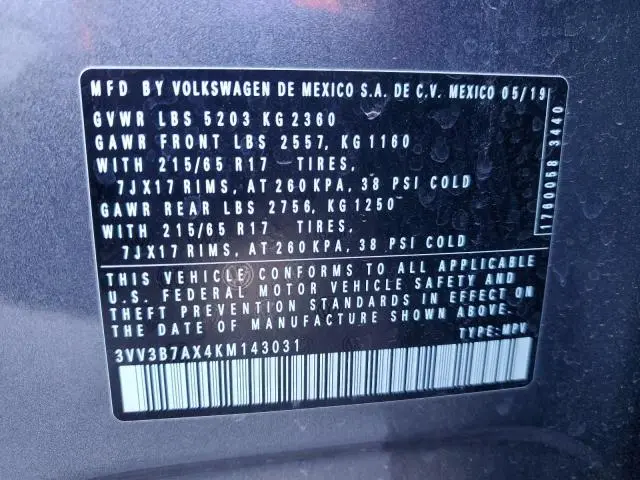 MFD BY VOLKSWAGEN DE MEXICO S.A. DE C.V. MEXICO 05/19
GVWR LBS 5203 KG 2360
GAWR FRONT LBS 2557, KG 1160
WITH 215/65 R17 TIRES,
7JX17 RIMS, AT 260 KPA, 38 PSI COLD
GAWR REAR LBS 2756, KG 1250
WITH 215/65 R17 TIRES,
7JX17 RIMS, AT 260 KPA, 38 PSI COLD
1760058 3440
THIS VEHICLE CONFORMS TO ALL APPLICABLE
U.S. FEDERAL MOTOR VEHICLE SAFETY AND
THEFT PREVENTION STANDARDS IN EFFECT ON
THE DATE OF MANUFACTURE SHOWN ABOVE.
3VV3B7AX4KM143031 TYPE: MPV